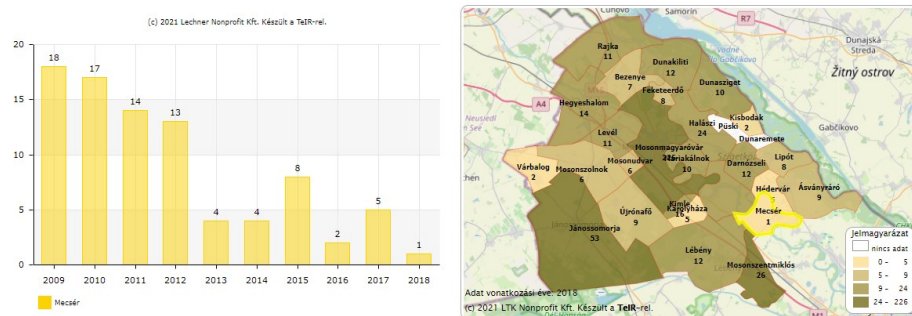 (c) 2021 Lechner Nonprofit Kft. Készült a TeIR-rel.
20
15
10
5
0
18
17
14
13
4
4
8
2
5
1
2009 2010 2011 2012 2013 2014 2015 2016 2017 2018
Mecsér
Čunovo
Šamorín
R7
Dunajská
Streda
Vodné
Žitný ostrov
Rajka
11
Dunakiliti
12
Bezenye
7
Feketeerdő
8
Dunasziget
10
A4
Hegyeshalom
14
Kisbodak
2
Püski
Halászi
24
Gabčíkovo
Dunaremete
Levél
11
Mosonmagyaróvár
226
Máriakálnok
10
Mosonudvar
6
Várbalog
2
Mosonszolnok
6
Darnózseli
12
Lipót
8
Hédervár
Ásványráró
9
Kimle
16
Károlyháza
5
Mecsér
1
Újrónafő
9
Jánossomorja
53
Lébény
12
Mosonszentmiklós
26
M1
Jelmagyarázat
nincs adat
0 - 5
5 - 9
9 - 24
24 - 226
Adat vonatkozási éve: 2018
(c) 2021 LTK Nonprofit Kft. Készült a TeIR-rel.